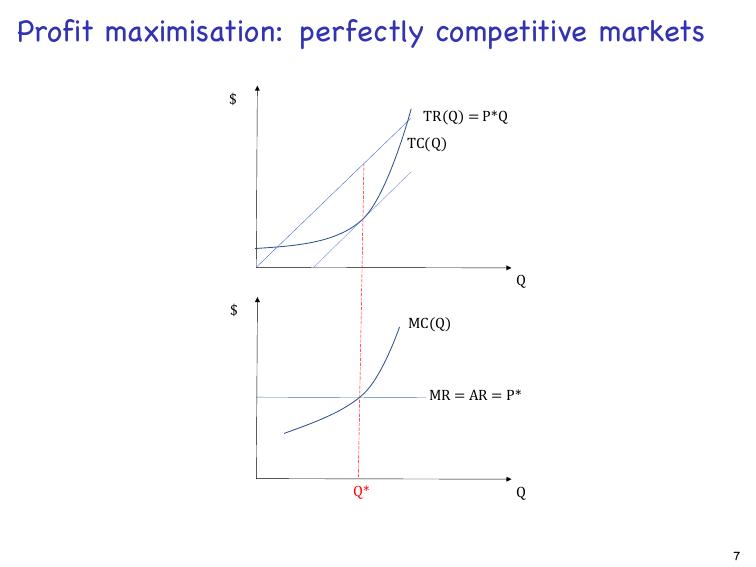 Profit maximisation: perfectly competitive markets
$
TR(Q) = P*Q
TC(Q)
Q
$
MC(Q)
MR = AR = P*
Q*
Q
7